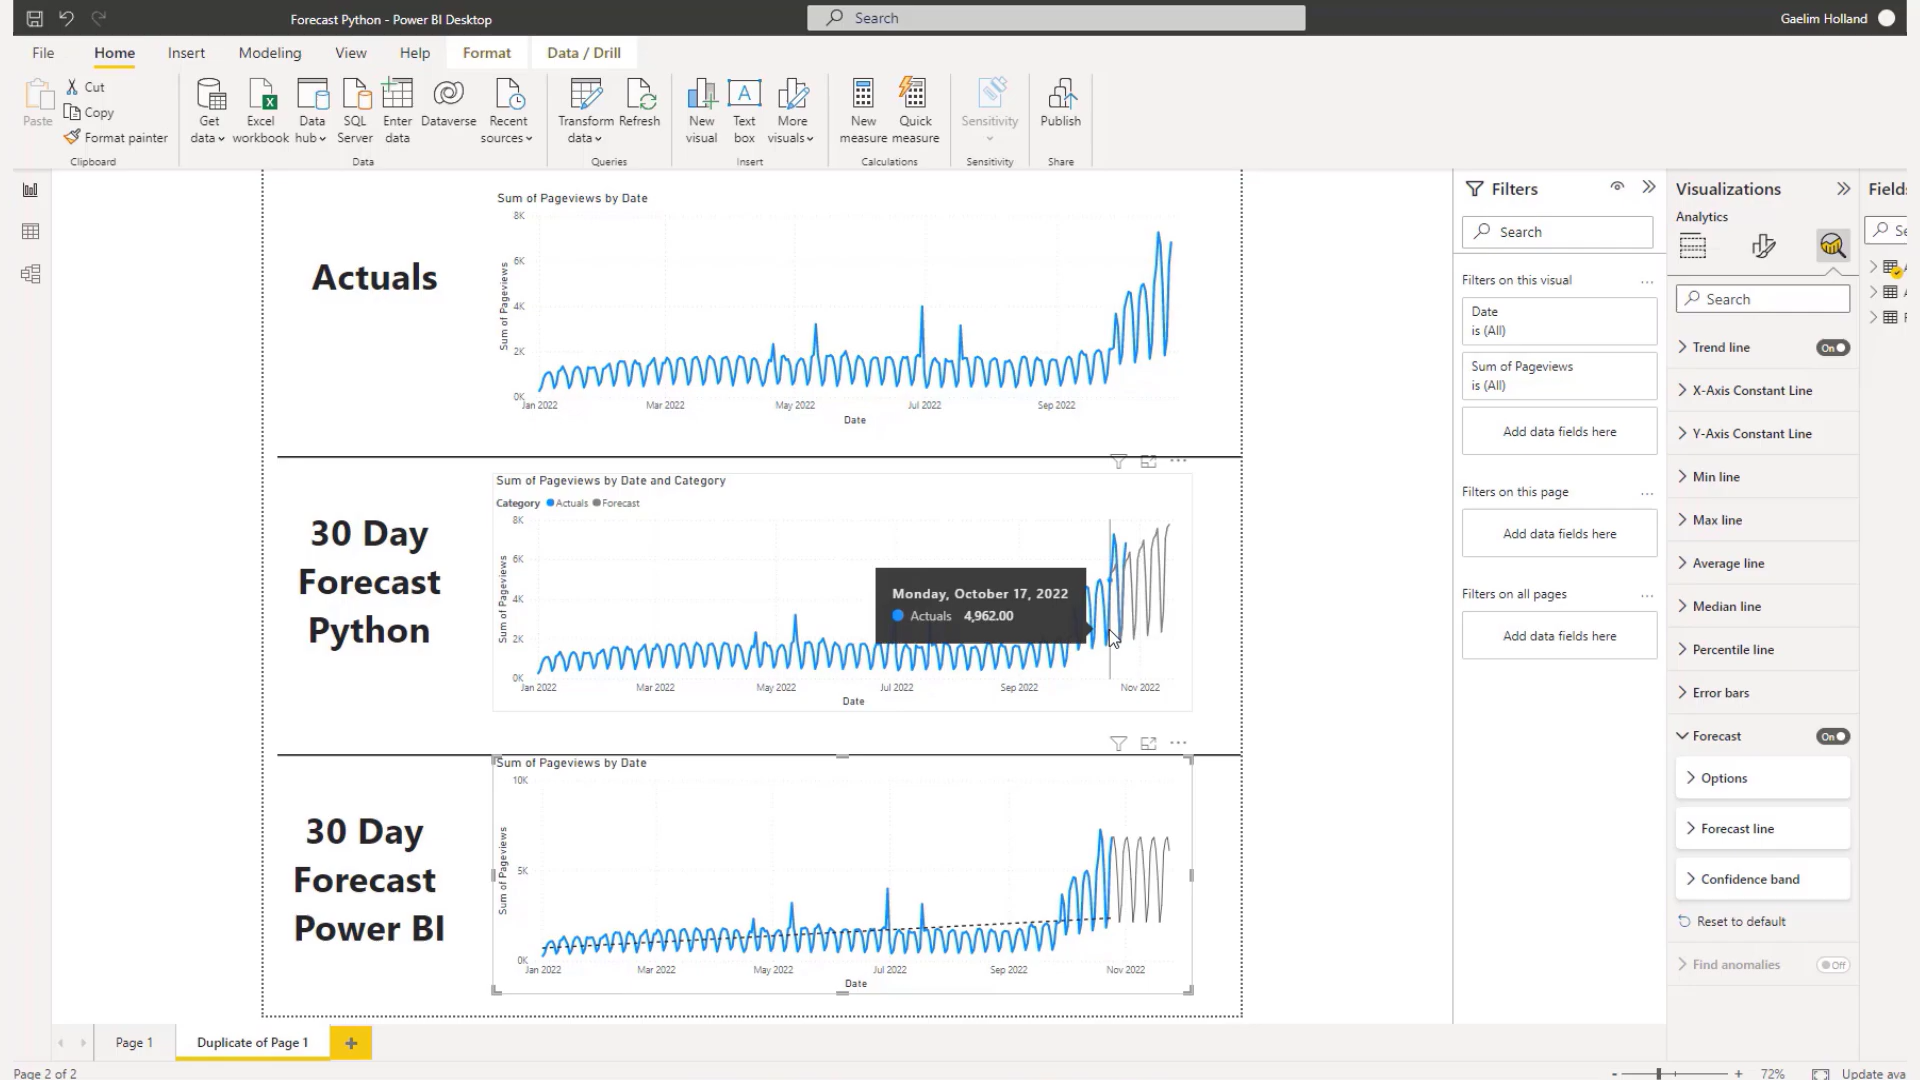 Forecast Python - Power BI Desktop
Search
Gaelim Holland
File
Home
Insert
Modeling
View
Help
Format
Data / Drill
Paste
Cut
Copy
Format painter
Clipboard
Get data
Excel workbook
Data hub
SQL Server
Enter data
Dataverse
Recent sources
Data
Transform data
Refresh
Queries
New visual
Text box
More visuals
Insert
New measure
Quick measure
Calculations
Sensitivity
Sensitivity
Publish
Share
Actuals
Sum of Pageviews by Date
8K
6K
4K
2K
0K
Sum of Pageviews
Jan 2022
Mar 2022
May 2022
Jul 2022
Sep 2022
Date
30 Day
Forecast
Python
Sum of Pageviews by Date and Category
Category Actuals Forecast
8K
6K
4K
2K
0K
Sum of Pageviews
Monday, October 17, 2022
Actuals 4,962.00
Jan 2022
Mar 2022
May 2022
Jul 2022
Sep 2022
Nov 2022
Date
30 Day
Forecast
Power BI
Sum of Pageviews by Date
10K
5K
0K
Sum of Pageviews
Jan 2022
Mar 2022
May 2022
Jul 2022
Sep 2022
Nov 2022
Date
Filters
Search
Filters on this visual
Date
is (All)
Sum of Pageviews
is (All)
Add data fields here
Filters on this page
Add data fields here
Filters on all pages
Add data fields here
Visualizations
Analytics
Search
Trend line
On
X-Axis Constant Line
Y-Axis Constant Line
Min line
Max line
Average line
Median line
Percentile line
Error bars
Forecast
On
Options
Forecast line
Confidence band
Reset to default
Find anomalies
Off
Page 1
Duplicate of Page 1
Page 2 of 2
72%